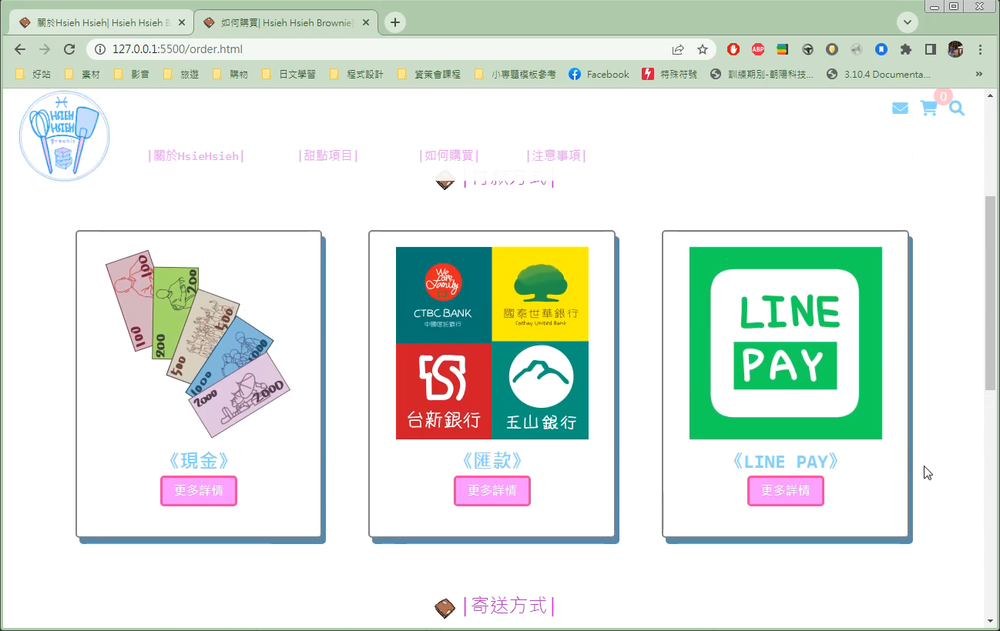 關於Hsieh Hsieh| Hsieh Hsieh B
如何購買| Hsieh Hsieh Brownie|
127.0.0.1:5500/order.html
ABP
好站
素材
影音
旅遊
購物
日文學習
程式設計
資策會課程
小專題模板參考
Facebook
特殊符號
訓練期別-朝陽科技...
3.10.4 Documenta...
»
HSIEH
HSIEH
Brownie
0
|關於HsieHsieh|
|甜點項目|
|如何購買|
|注意事項|
|付款方式|
100
100
200
200
500
500
1000
1000
2000
2000
We are Family
CTBC BANK
中國信託銀行
國泰世華銀行
Cathay United Bank
台新銀行
玉山銀行
LINE
PAY
《現金》
《匯款》
《LINE PAY》
更多詳情
更多詳情
更多詳情
|寄送方式|